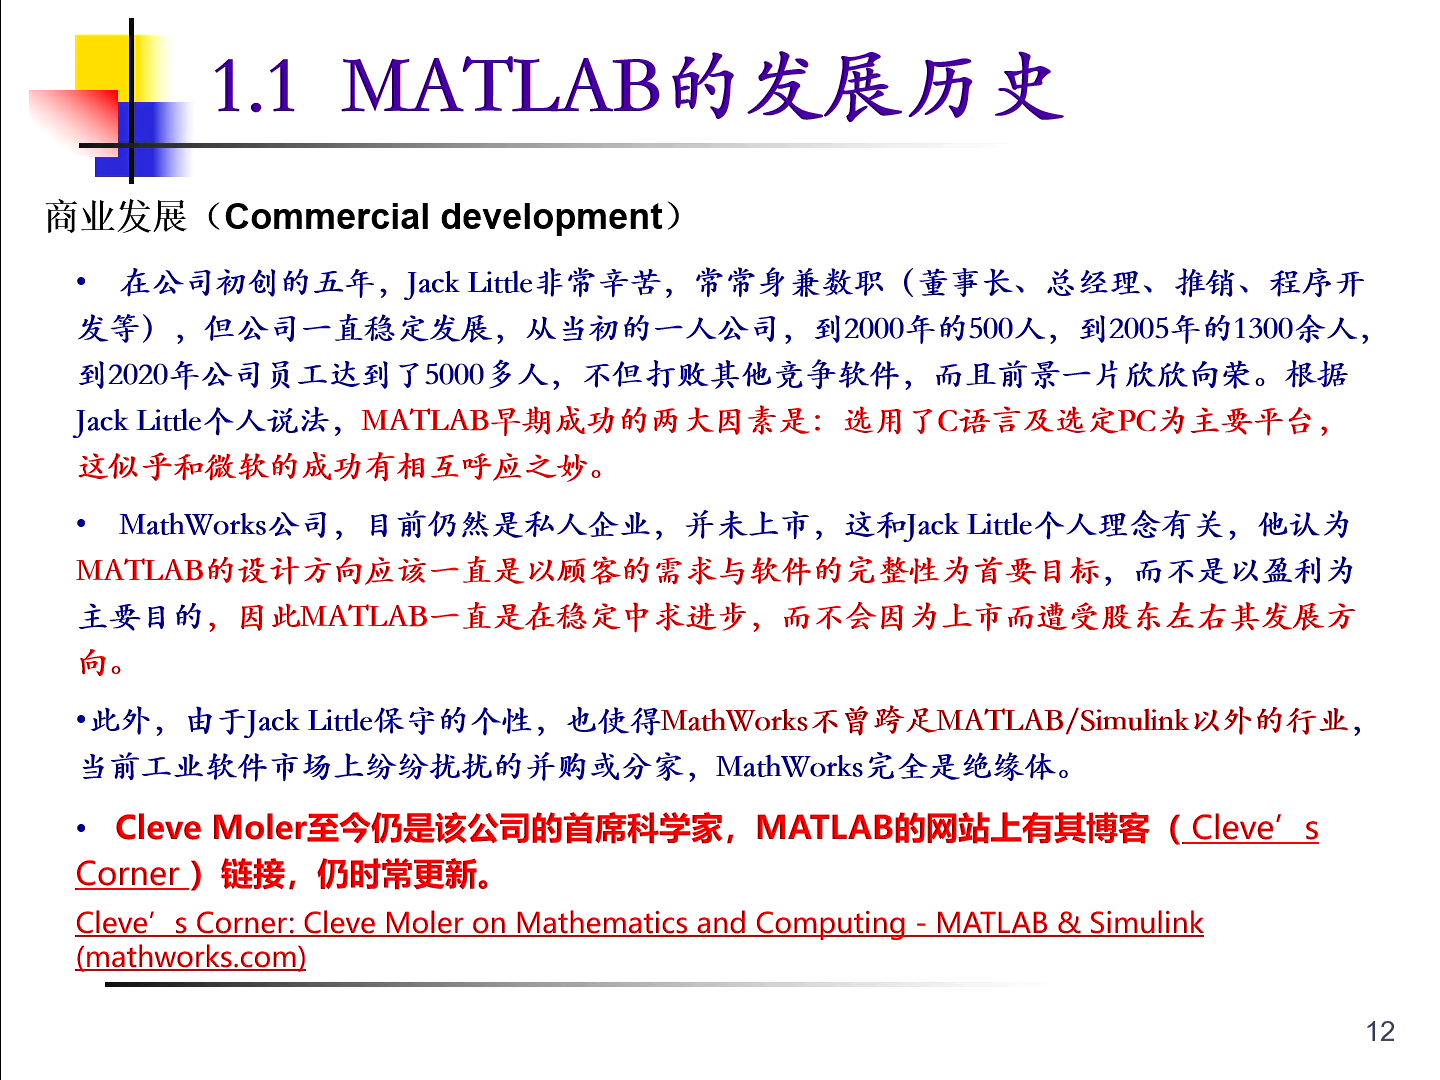 1.1 MATLAB的发展历史
商业发展（Commercial development）
• 在公司初创的五年，Jack Little非常辛苦，常常身兼数职（董事长、总经理、推销、程序开
发等），但公司一直稳定发展，从当初的一人公司，到2000年的500人，到2005年的1300余人，
到2020年公司员工达到了5000多人，不但打败其他竞争软件，而且前景一片欣欣向荣。根据
Jack Little个人说法，MATLAB早期成功的两大因素是：选用了C语言及选定PC为主要平台，
这似乎和微软的成功有相互呼应之妙。
• MathWorks公司，目前仍然是私人企业，并未上市，这和Jack Little个人理念有关，他认为
MATLAB的设计方向应该一直是以顾客的需求与软件的完整性为首要目标，而不是以盈利为
主要目的，因此MATLAB一直是在稳定中求进步，而不会因为上市而遭受股东左右其发展方
向。
•此外，由于Jack Little保守的个性，也使得MathWorks不曾跨足MATLAB/Simulink以外的行业，
当前工业软件市场上纷纷扰扰的并购或分家，MathWorks完全是绝缘体。
• Cleve Moler至今仍是该公司的首席科学家，MATLAB的网站上有其博客（ Cleve’s
Corner ）链接，仍时常更新。
Cleve’s Corner: Cleve Moler on Mathematics and Computing - MATLAB & Simulink
(mathworks.com)
12